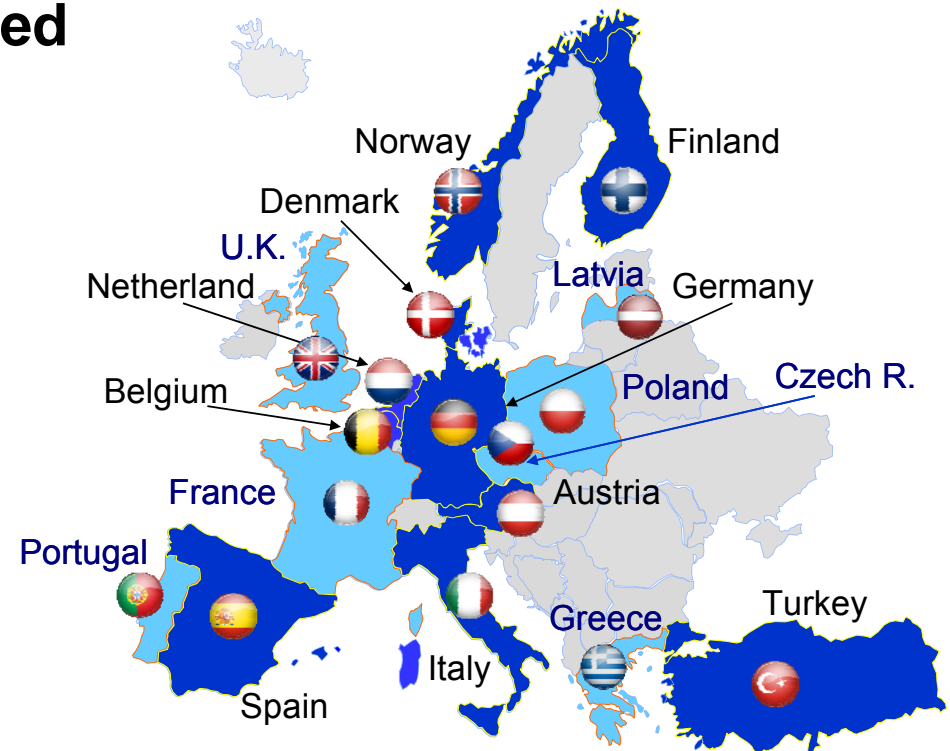 ed
Norway
Finland
Denmark
U.K.
Latvia
Netherland
Germany
Belgium
Poland
Czech R.
France
Austria
Portugal
Greece
Turkey
Italy
Spain